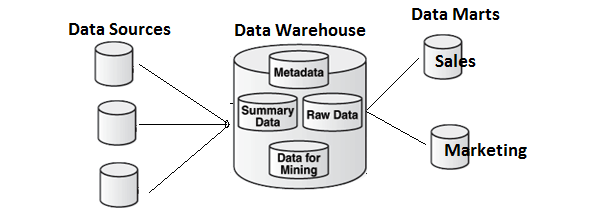 Data Sources
Data Warehouse
Data Marts
Metadata
Summary
Data
Raw Data
Data for
Mining
Sales
Marketing